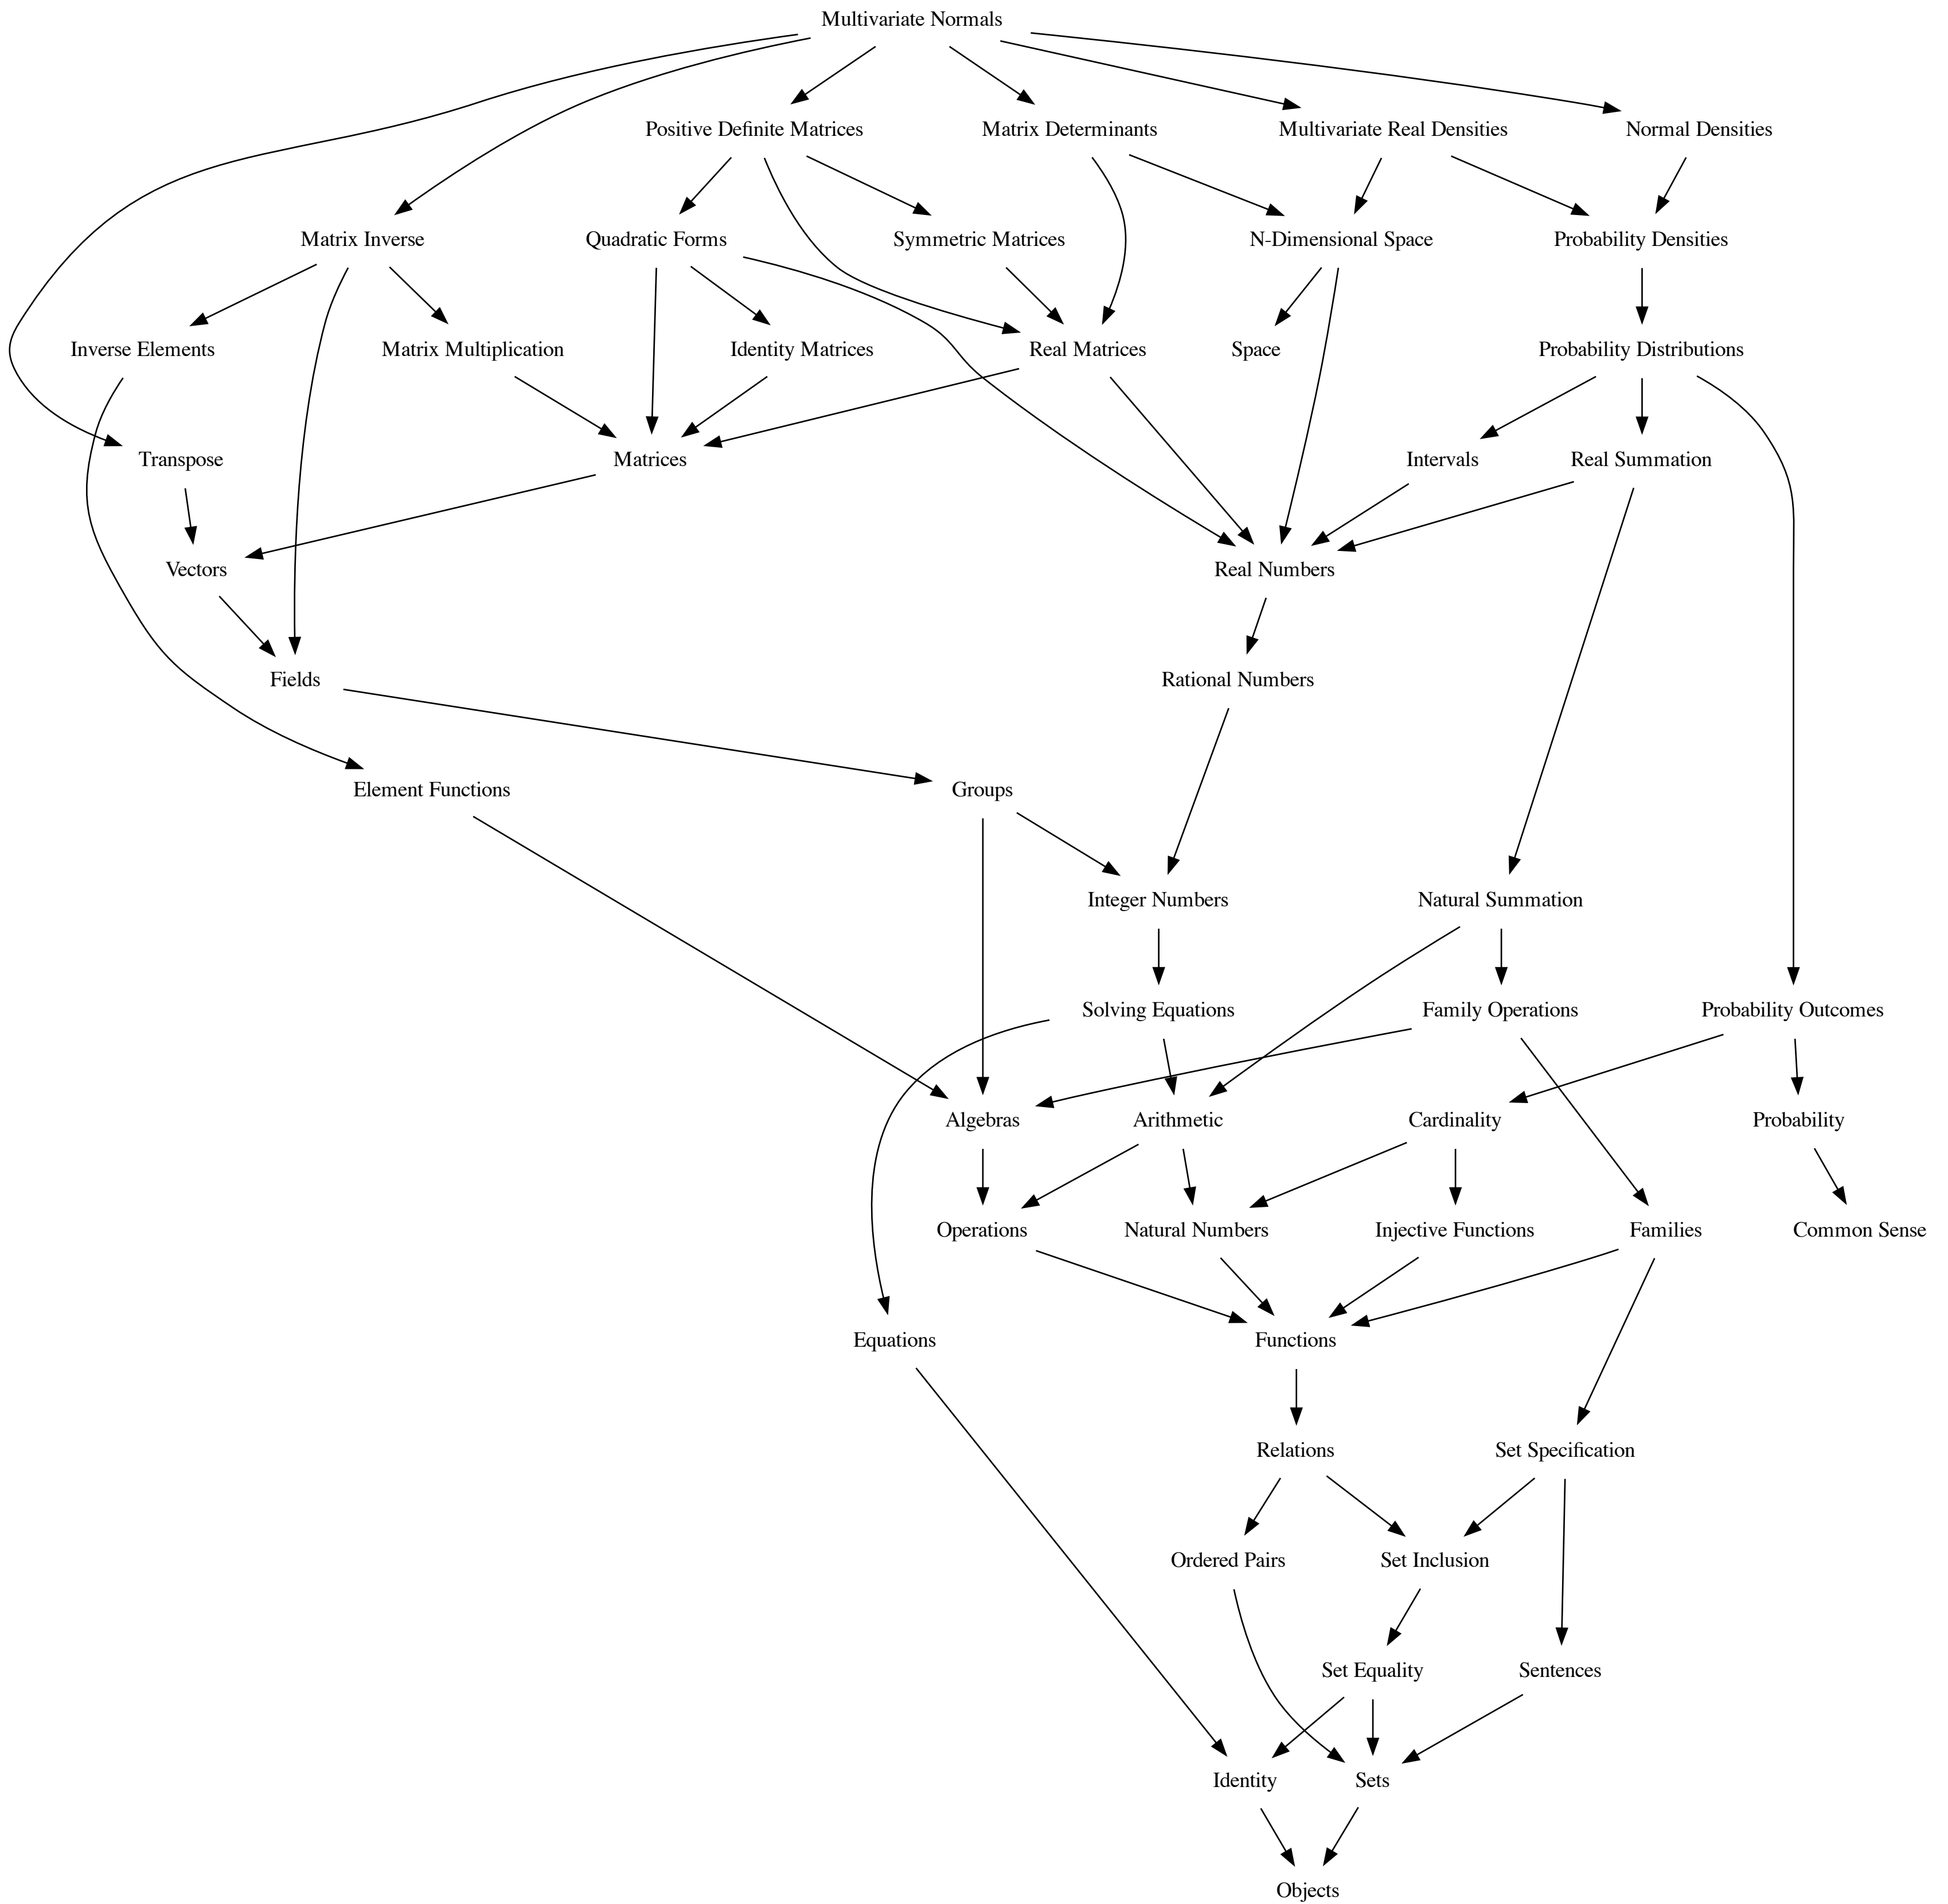 Multivariate Normals
Positive Definite Matrices
Matrix Determinants
Multivariate Real Densities
Normal Densities
Matrix Inverse
Quadratic Forms
Symmetric Matrices
N-Dimensional Space
Probability Densities
Inverse Elements
Matrix Multiplication
Identity Matrices
Real Matrices
Space
Probability Distributions
Transpose
Matrices
Intervals
Real Summation
Vectors
Real Numbers
Fields
Rational Numbers
Element Functions
Groups
Integer Numbers
Natural Summation
Solving Equations
Family Operations
Probability Outcomes
Algebras
Arithmetic
Cardinality
Probability
Operations
Natural Numbers
Injective Functions
Families
Common Sense
Equations
Functions
Relations
Set Specification
Ordered Pairs
Set Inclusion
Set Equality
Sentences
Identity
Sets
Objects